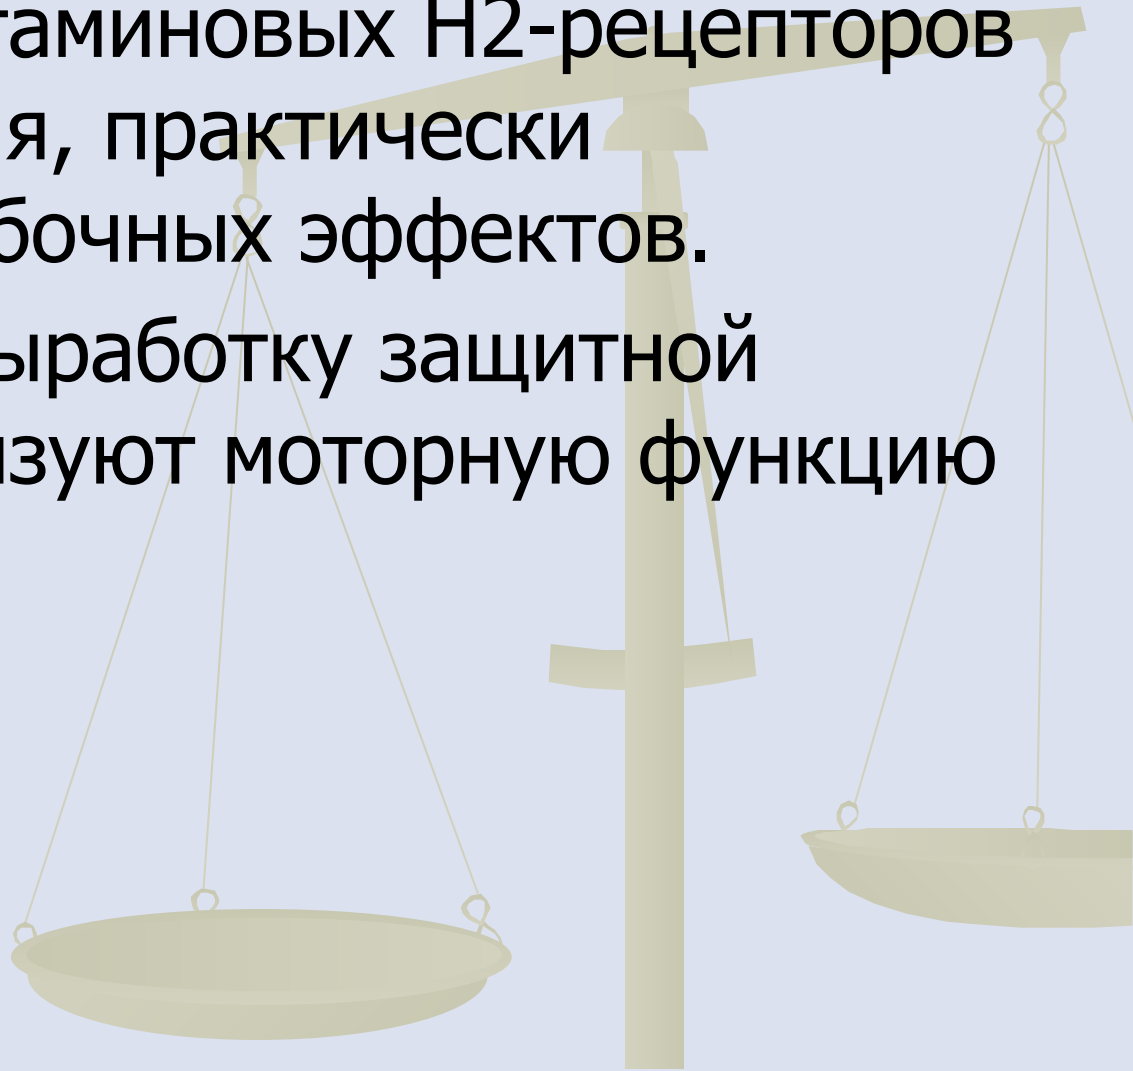 таминовых Н2-рецепторов
я, практически
бочных эффектов.
ыработку защитной
зуют моторную функцию